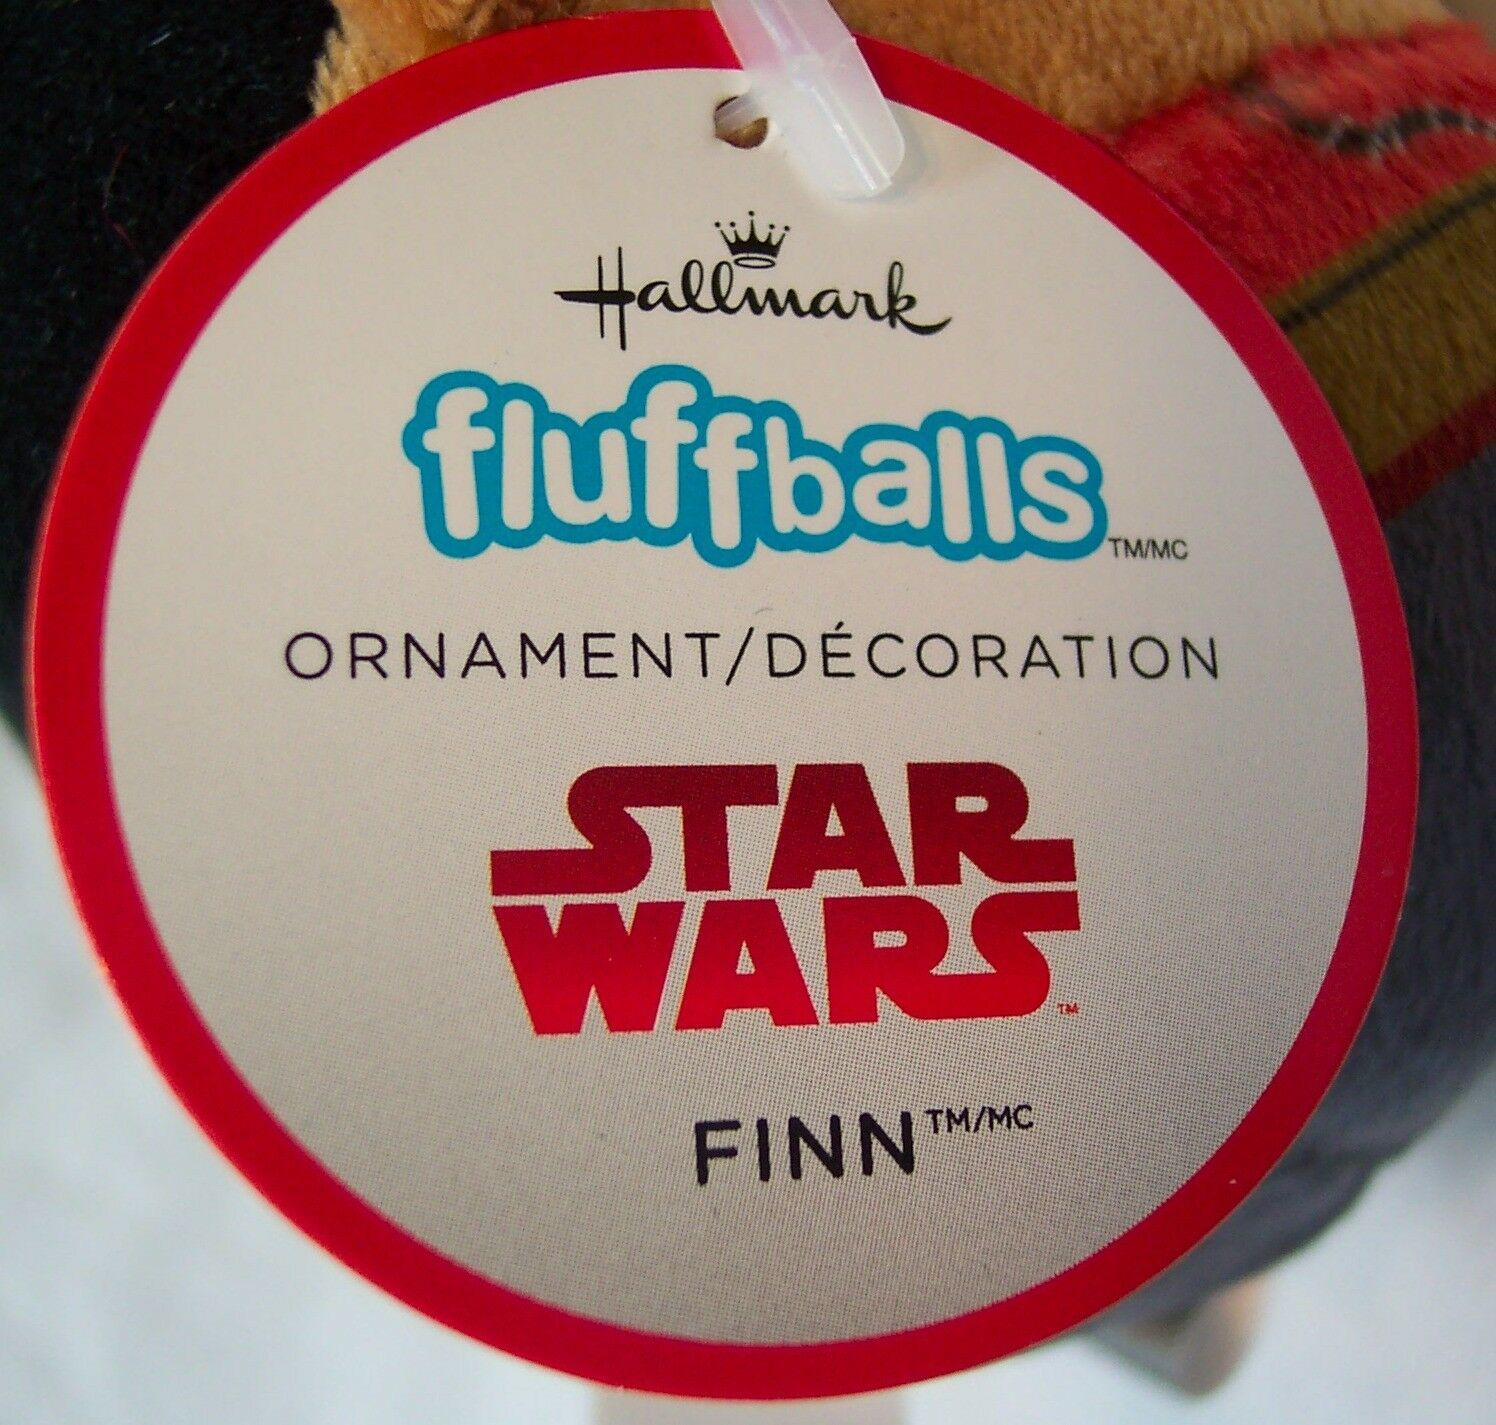 Hallmark
fluffballs TM/MC
ORNAMENT/DÉCORATION
STAR
WARS TM
FINN TM/MC